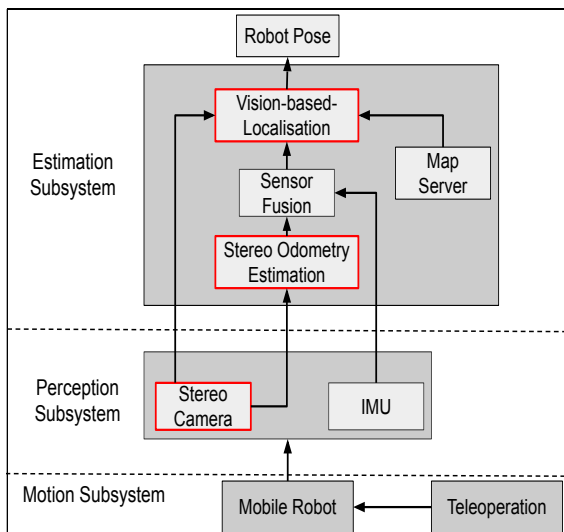 Robot Pose
Vision-based-
Localisation
Estimation
Subsystem
Map
Server
Sensor
Fusion
Stereo Odometry
Estimation
Perception
Subsystem
Stereo
Camera
IMU
Motion Subsystem
Mobile Robot
Teleoperation